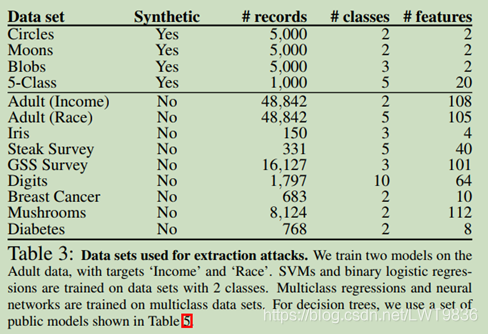 Data set Synthetic # records # classes # features
Circles Yes 5,000 2 2
Moons Yes 5,000 2 2
Blobs Yes 5,000 3 2
5-Class Yes 1,000 5 20
Adult (Income) No 48,842 2 108
Adult (Race) No 48,842 5 105
Iris No 150 3 4
Steak Survey No 331 5 40
GSS Survey No 16,127 3 101
Digits No 1,797 10 64
Breast Cancer No 683 2 10
Mushrooms No 8,124 2 112
Diabetes No 768 2 8
Table 3: Data sets used for extraction attacks. We train two models on the
Adult data, with targets ‘Income’ and ‘Race’. SVMs and binary logistic regres-
sions are trained on data sets with 2 classes. Multiclass regressions and neural
networks are trained on multiclass data sets. For decision trees, we use a set of
public models shown in Table 5.
https://blog.csdn.net/LWT9836